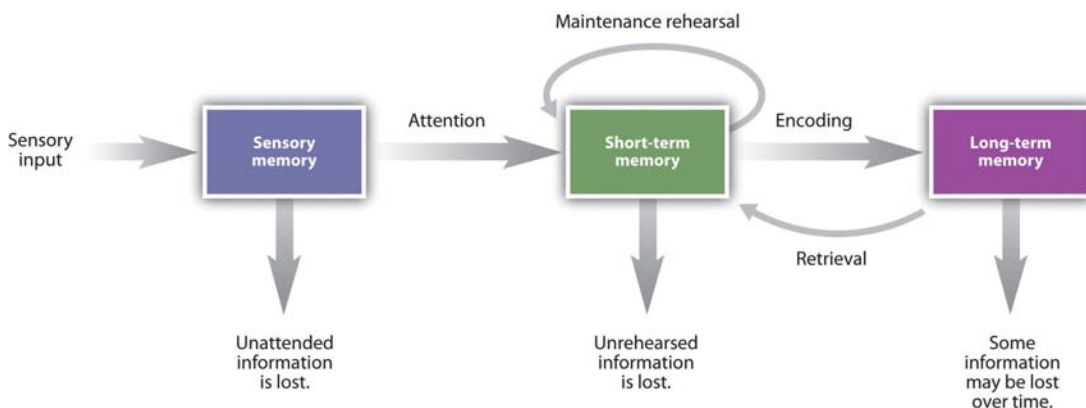 Maintenance rehearsal
Sensory
input
Sensory
memory
Attention
Short-term
memory
Encoding
Long-term
memory
Retrieval
Unattended
information
is lost.
Unrehearsed
information
is lost.
Some
information
may be lost
over time.